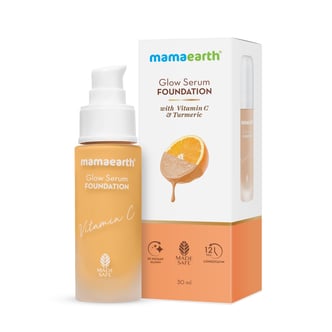 mamaearth®
Glow Serum
FOUNDATION
with Vitamin C
& Turmeric
mamaearth®
Glow Serum
FOUNDATION
Vitamin C
MADE
SAFE
MADE
SAFE
12
30 ml